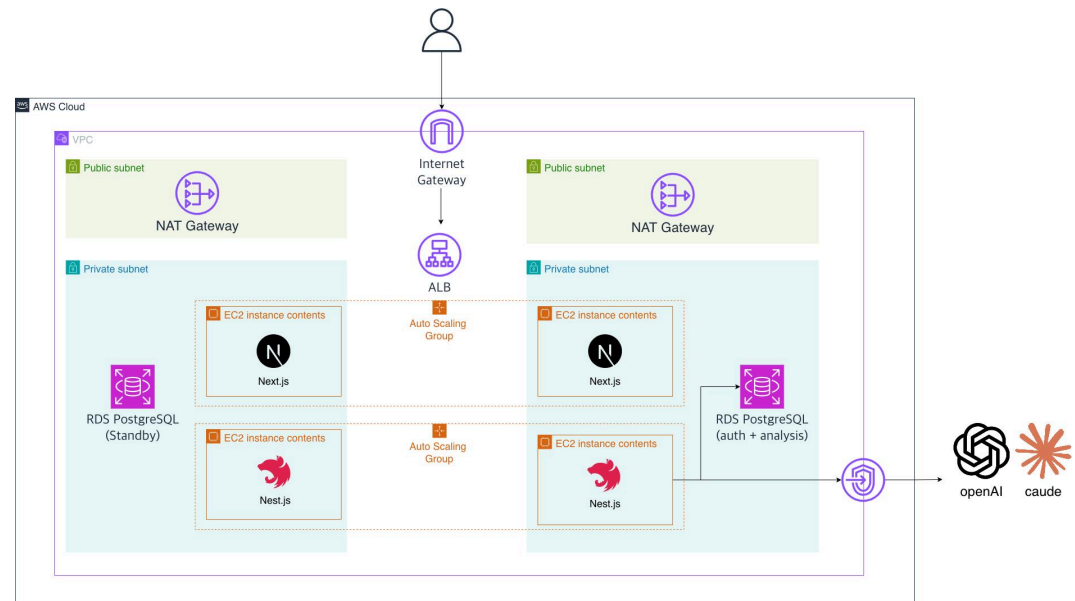 aws
AWS Cloud
VPC
Public subnet
NAT Gateway
Internet
Gateway
Public subnet
NAT Gateway
ALB
Private subnet
Private subnet
EC2 instance contents
N
Next.js
Auto Scaling
Group
EC2 instance contents
N
Next.js
RDS PostgreSQL
(Standby)
RDS PostgreSQL
(auth + analysis)
EC2 instance contents
Nest.js
Auto Scaling
Group
EC2 instance contents
Nest.js
openAI
caude